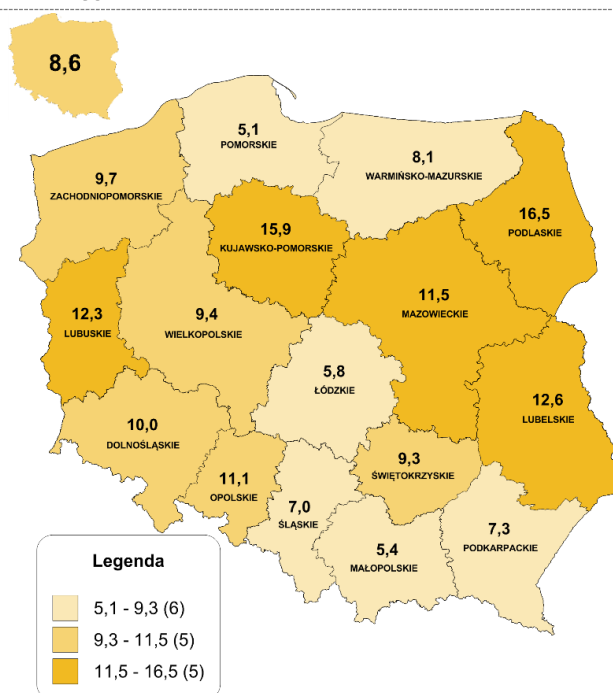 8,6
5,1
POMORSKIE
8,1
WARMIŃSKO-MAZURSKIE
9,7
ZACHODNIOPOMORSKIE
16,5
PODLASKIE
15,9
KUJAWSKO-POMORSKIE
11,5
MAZOWIECKIE
12,3
LUBUSKIE
9,4
WIELKOPOLSKIE
5,8
ŁÓDZKIE
12,6
LUBELSKIE
10,0
DOLNOŚLĄSKIE
9,3
ŚWIĘTOKRZYSKIE
11,1
OPOLSKIE
7,0
ŚLĄSKIE
7,3
PODKARPACKIE
5,4
MAŁOPOLSKIE
Legenda
5,1 - 9,3 (6)
9,3 - 11,5 (5)
11,5 - 16,5 (5)